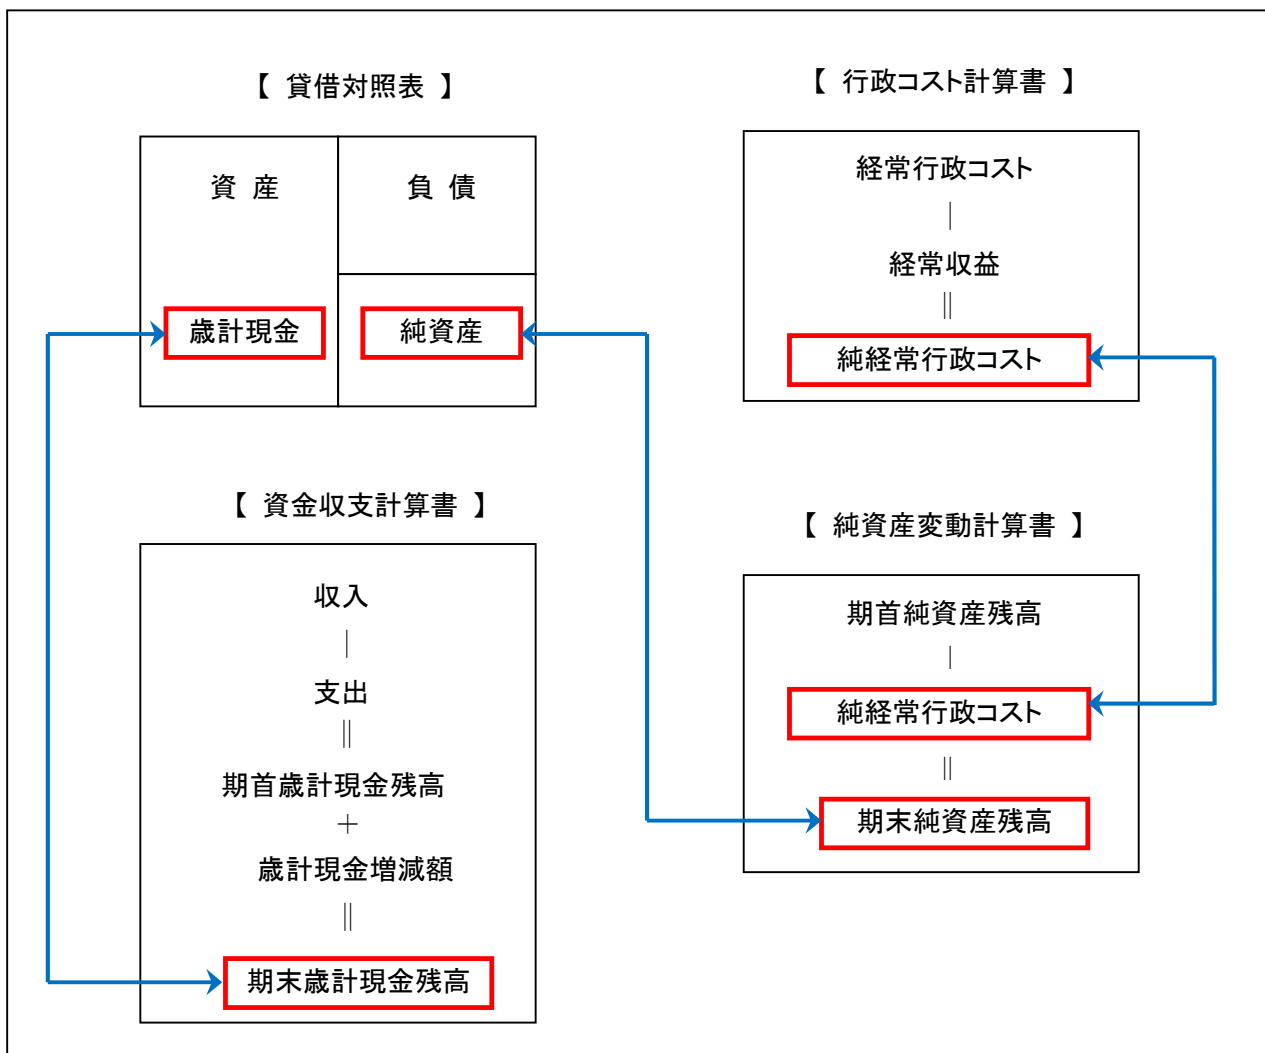 【 貸借対照表 】
資 産
負 債
歳計現金
純資産
【 行政コスト計算書 】
経常行政コスト
|
経常収益
||
純経常行政コスト
【 資金収支計算書 】
収入
|
支出
||
期首歳計現金残高
+
歳計現金増減額
||
期末歳計現金残高
【 純資産変動計算書 】
期首純資産残高
|
純経常行政コスト
||
期末純資産残高